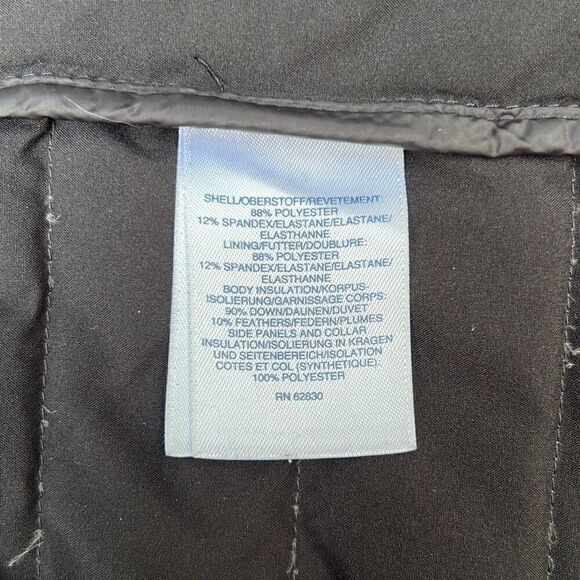 SHELL/OBERSTOFF/REVETEMENT:
88% POLYESTER
12% SPANDEX/ELASTANE/ELASTANE/
ELASTHANNE
LINING/FUTTER/DOUBLURE:
88% POLYESTER
12% SPANDEX/ELASTANE/ELASTANE/
ELASTHANNE
BODY INSULATION/KORPUS-
ISOLIERUNG/GARNISSAGE CORPS:
90% DOWN/DAUNEN/DUVET
10% FEATHERS/FEDERN/PLUMES
SIDE PANELS AND COLLAR
INSULATION/ISOLIERUNG IN KRAGEN
UND SEITENBEREICH/ISOLATION
COTES ET COL (SYNTHETIQUE):
100% POLYESTER
RN 62830